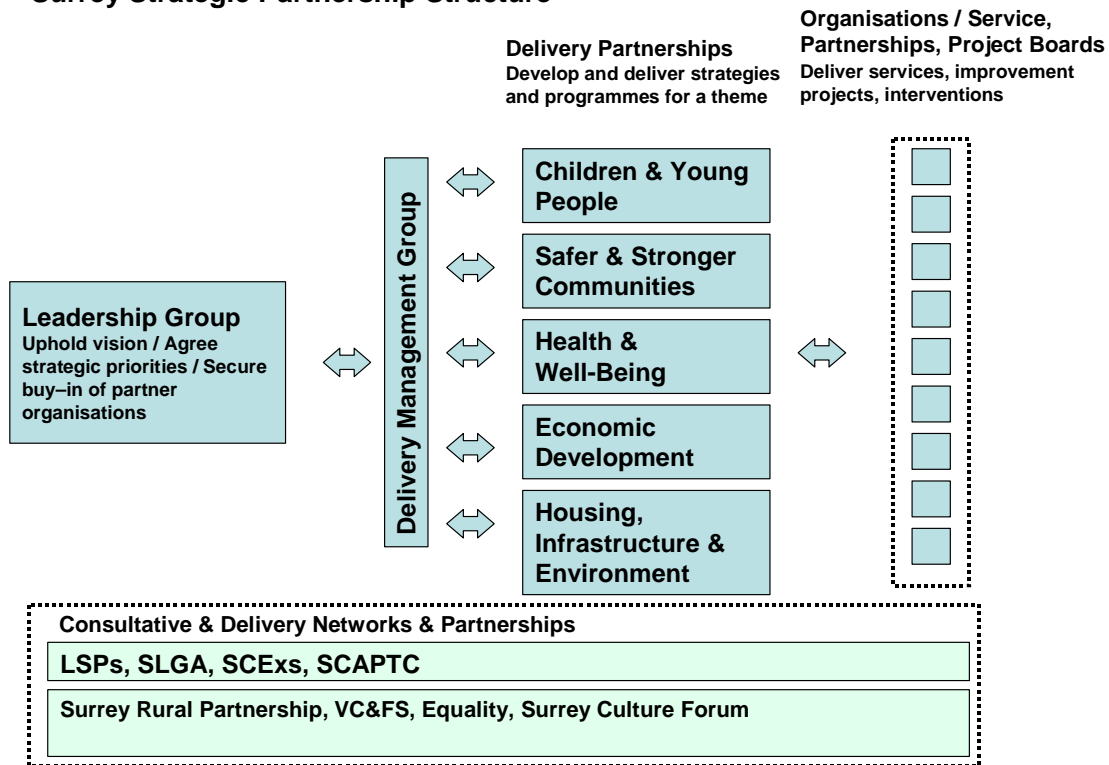 Surrey Strategic Partnership Structure
Organisations / Service,
Partnerships, Project Boards
Deliver services, improvement
projects, interventions
Delivery Partnerships
Develop and deliver strategies
and programmes for a theme
Leadership Group
Uphold vision / Agree
strategic priorities / Secure
buy–in of partner
organisations
Delivery Management Group
Children & Young
People
Safer & Stronger
Communities
Health &
Well-Being
Economic
Development
Housing,
Infrastructure &
Environment
Consultative & Delivery Networks & Partnerships
LSPs, SLGA, SCExs, SCAPTC
Surrey Rural Partnership, VC&FS, Equality, Surrey Culture Forum